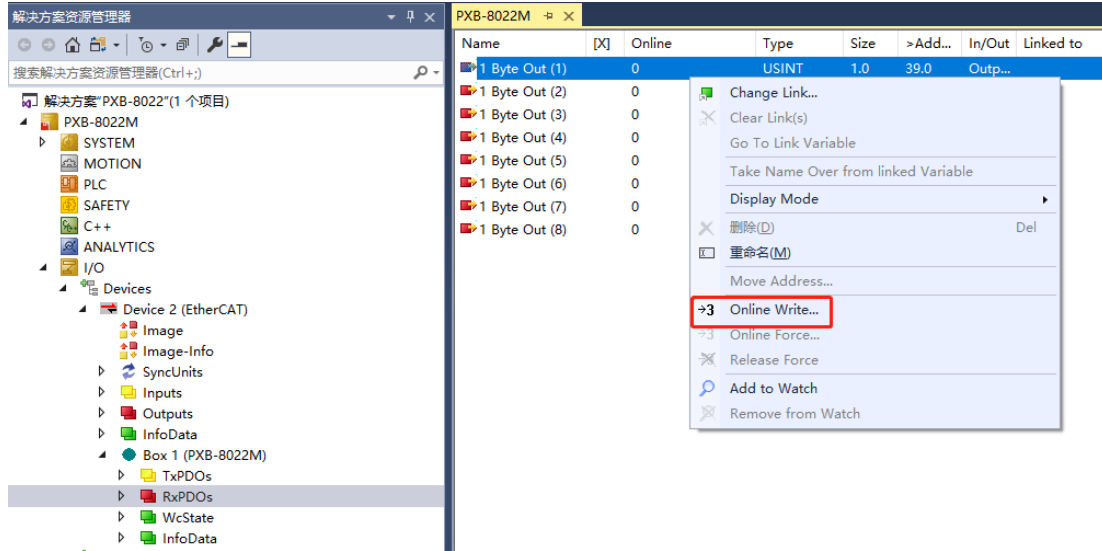 解决方案资源管理器
搜索解决方案资源管理器(Ctrl+;)
解决方案"PXB-8022"(1 个项目)
PXB-8022M
SYSTEM
MOTION
PLC
SAFETY
C++
ANALYTICS
I/O
Devices
Device 2 (EtherCAT)
Image
Image-Info
SyncUnits
Inputs
Outputs
InfoData
Box 1 (PXB-8022M)
TxPDOs
RxPDOs
WcState
InfoData
PXB-8022M
Name [X] Online Type Size >Add... In/Out Linked to
1 Byte Out (1) 0 USINT 1.0 39.0 Outp...
1 Byte Out (2) 0
1 Byte Out (3) 0
1 Byte Out (4) 0
1 Byte Out (5) 0
1 Byte Out (6) 0
1 Byte Out (7) 0
1 Byte Out (8) 0
Change Link...
Clear Link(s)
Go To Link Variable
Take Name Over from linked Variable
Display Mode
删除(D) Del
重命名(M)
Move Address...
→3 Online Write...
→3 Online Force...
Release Force
Add to Watch
Remove from Watch